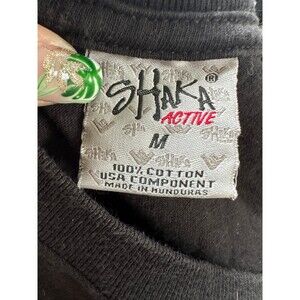 SHAKA®
ACTIVE
M
100% COTTON
USA COMPONENT
MADE IN HONDURAS